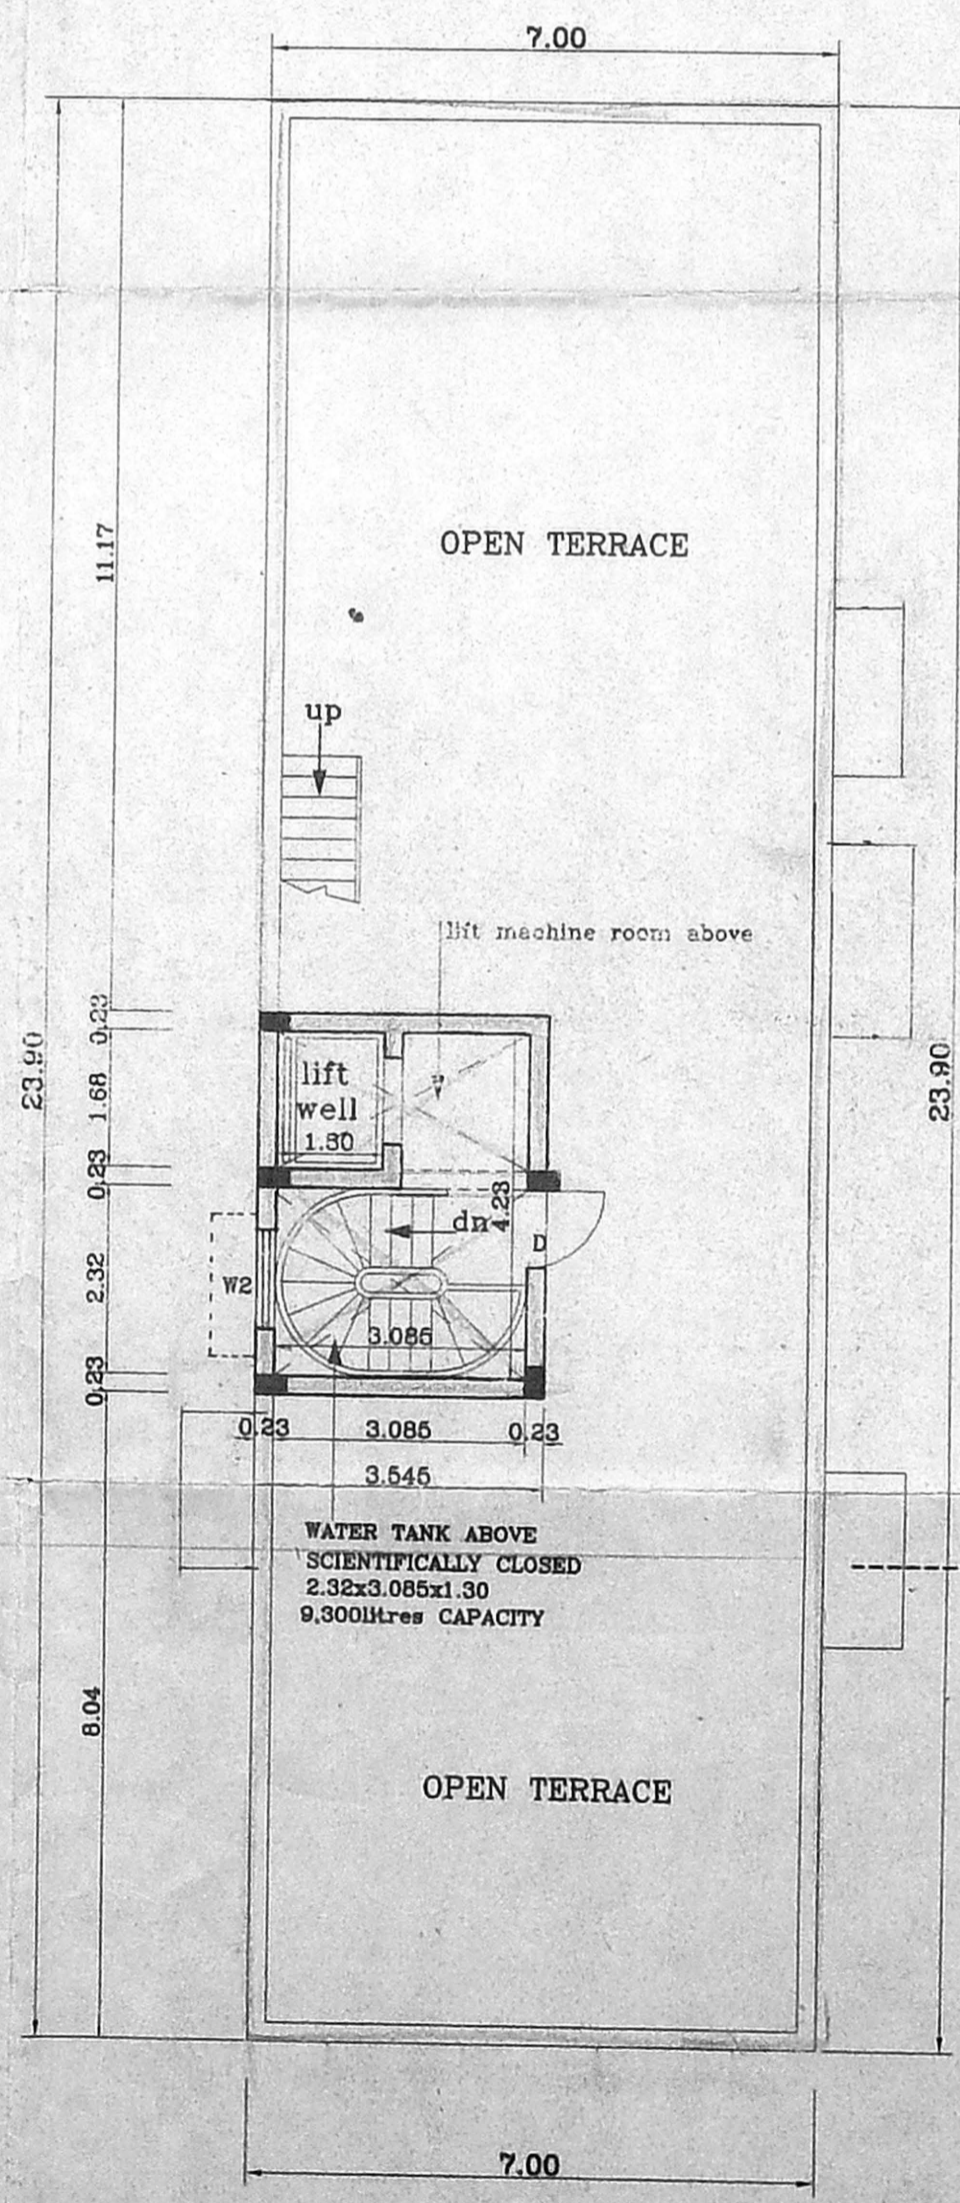 7.00
OPEN TERRACE
11.17
up
lift machine room above
0.23
23.90
1.68
23.90
lift
well
1.30
0.23
4.23
dn
D
2.32
W2
3.085
0.23
0.23
3.085
0.23
3.545
WATER TANK ABOVE
SCIENTIFICALLY CLOSED
2.32x3.085x1.30
9,300litres CAPACITY
8.04
OPEN TERRACE
7.00